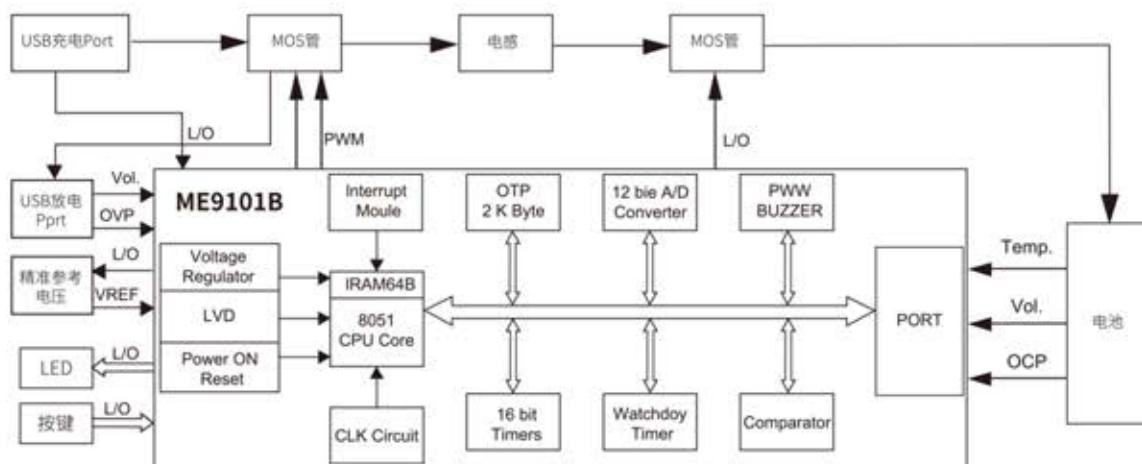 USB充电Port
MOS管
电感
MOS管
L/O
PWM
L/O
USB放电
Pport
Vol.
OVP
精准参考
电压
L/O
VREF
LED
L/O
按键
L/O
ME9101B
Interrupt
Moule
OTP
2 K Byte
12 bie A/D
Converter
PWW
BUZZER
Voltage
Regulator
LVD
Power ON
Reset
IRAM64B
8051
CPU Core
CLK Circuit
16 bit
Timers
Watchdoy
Timer
Comparator
PORT
Temp.
Vol.
OCP
电池